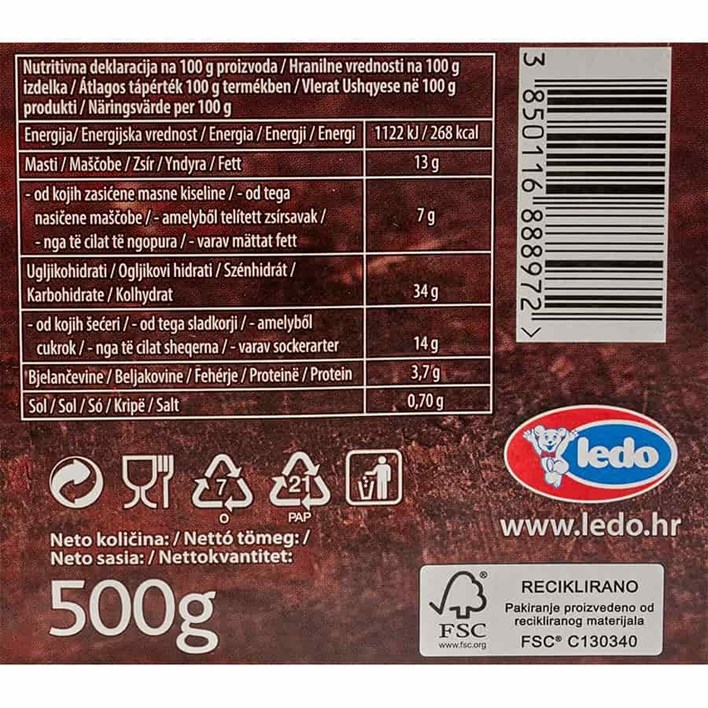 Nutritivna deklaracija na 100 g proizvoda / Hranilne vrednosti na 100 g
izdelka / Átlagos tápérték 100 g termékben / Vlerat Ushqyese në 100 g
produkti / Näringsvärde per 100 g
Energija/ Energijska vrednost / Energia / Energji / Energi 1122 kJ / 268 kcal
Masti / Maščobe / Zsír / Yndyra / Fett 13 g
- od kojih zasićene masne kiseline / - od tega
nasičene maščobe / - amelyből telített zsírsavak /
- nga të cilat të ngopura / - varav mättat fett
7 g
Ugljikohidrati / Ogljikovi hidrati / Szénhidrát /
Karbohidrate / Kolhydrat 34 g
- od kojih šećeri / - od tega sladkorji / - amelyből
cukrok / - nga të cilat sheqerna / - varav sockerarter 14 g
Bjelančevine / Beljakovine / Fehérje / Proteinë / Protein 3,7 g
Sol / Sol / Só / Kripë / Salt 0,70 g
3 850116 888972 >
7
O
21
PAP
Neto količina: / Nettó tömeg: /
Neto sasia: / Nettokvantitet:
500g
ledo
www.ledo.hr
FSC
www.fsc.org
RECIKLIRANO
Pakiranje proizvedeno od
recikliranog materijala
FSC® C130340